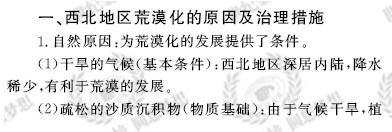 一、西北地区荒漠化的原因及治理措施
1.自然原因:为荒漠化的发展提供了条件。
(1)干旱的气候(基本条件):西北地区深居内陆,降水
稀少,有利于荒漠的发展。
(2)疏松的沙质沉积物(物质基础):由于气候干旱,植